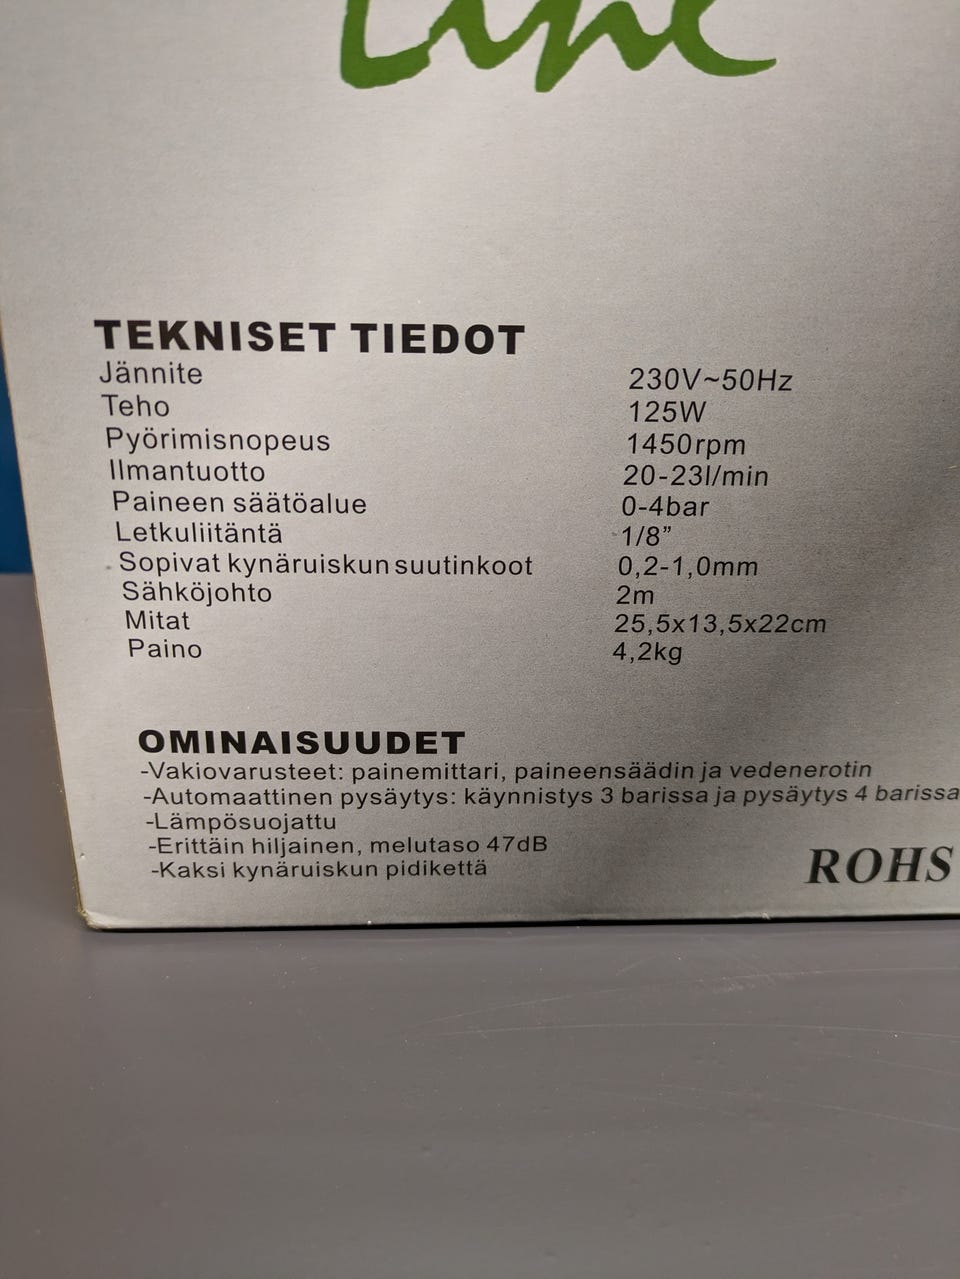 Line
TEKNISET TIEDOT
Jännite 230V~50Hz
Teho 125W
Pyörimisnopeus 1450rpm
Ilmantuotto 20-23l/min
Paineen säätöalue 0-4bar
Letkuliitäntä 1/8”
Sopivat kynäruiskun suutinkoot 0,2-1,0mm
Sähköjohto 2m
Mitat 25,5x13,5x22cm
Paino 4,2kg
OMINAISUUDET
-Vakiovarusteet: painemittari, paineensäädin ja vedenerotin
-Automaattinen pysäytys: käynnistys 3 barissa ja pysäytys 4 barissa
-Lämpösuojattu
-Erittäin hiljainen, melutaso 47dB
-Kaksi kynäruiskun pidikettä
ROHS